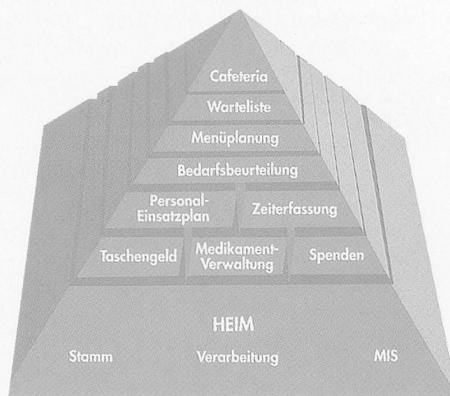 Cafeteria
Warteliste
Menüplanung
Bedarfsbeurteilung
Personal-
Einsatzplan
Zeiterfassung
Taschengeld
Medikament-
Verwaltung
Spenden
HEIM
Stamm Verarbeitung MIS